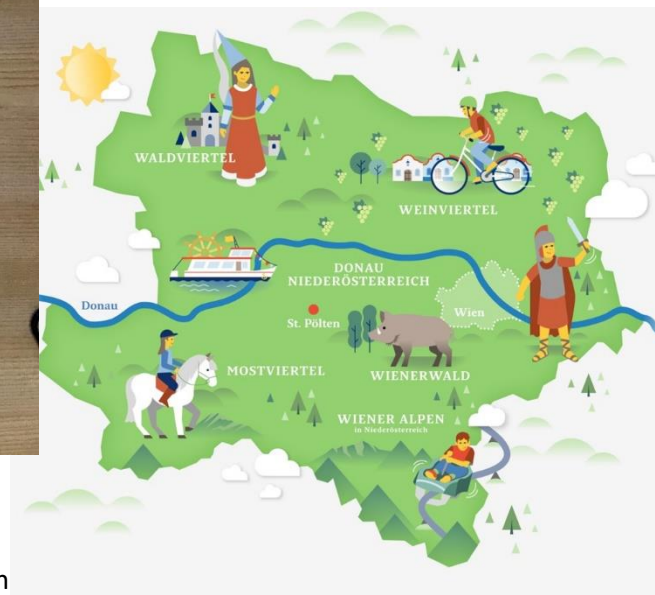 WALDVIERTEL
WEINVIERTEL
DONAU
NIEDERÖSTERREICH
Donau
St. Pölten
Wien
MOSTVIERTEL
WIENERWALD
WIENER ALPEN
in Niederösterreich